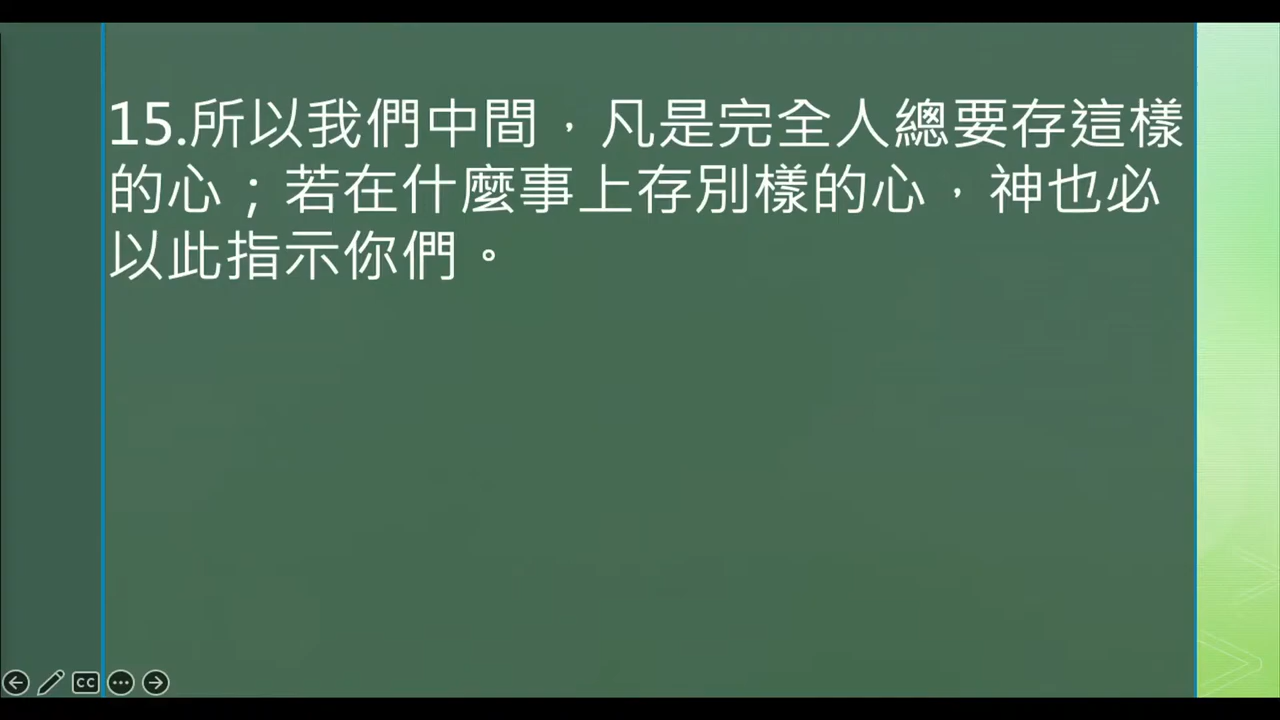 15.所以我們中間，凡是完全人總要存這樣
的心；若在什麼事上存別樣的心，神也必
以此指示你們。
CC